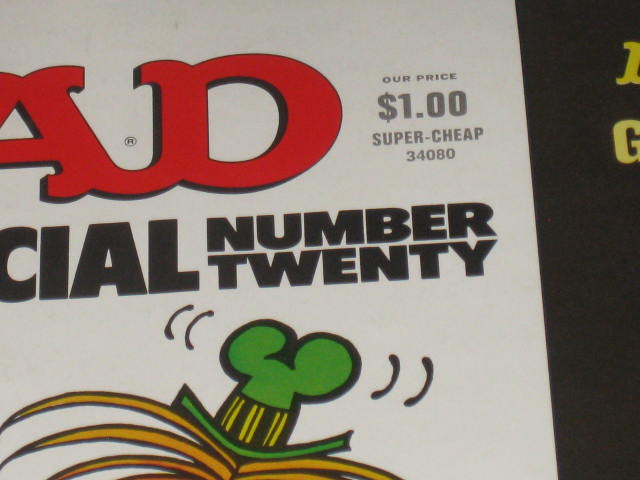 AD
®
OUR PRICE
$1.00
SUPER-CHEAP
34080
CIAL NUMBER
TWENTY
G